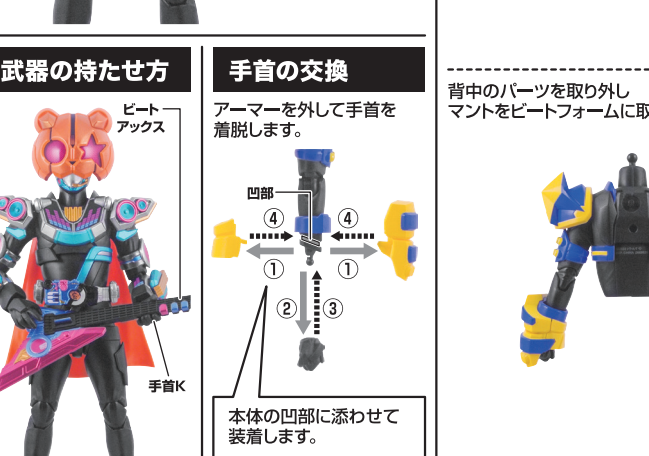 武器の持たせ方
ビート
アックス
手首K
手首の交換
アーマーを外して手首を
着脱します。
凹部
④ ④
① ①
② ③
本体の凹部に添わせて
装着します。
背中のパーツを取り外し
マントをビートフォームに取